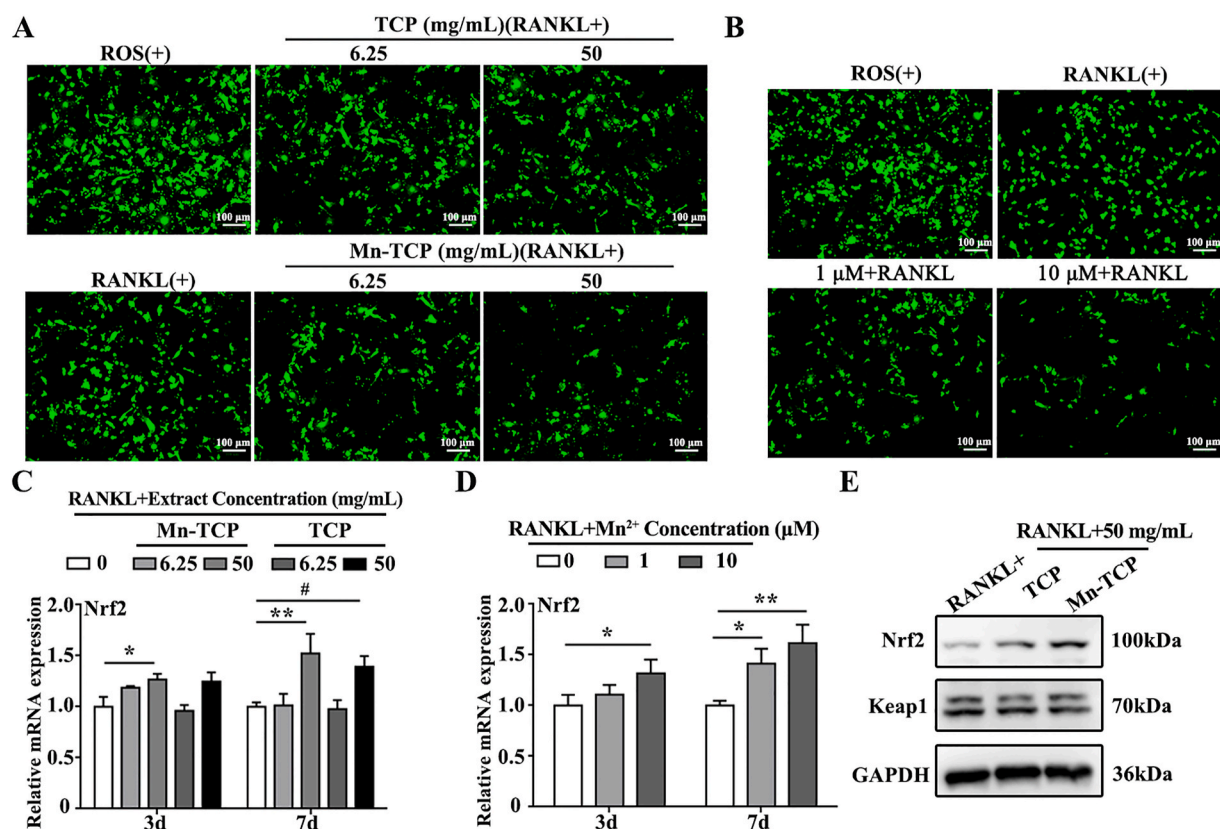 A
TCP (mg/mL)(RANKL+)
ROS(+)
6.25
50
100 μm
100 μm
100 μm
Mn-TCP (mg/mL)(RANKL+)
RANKL(+)
6.25
50
100 μm
100 μm
100 μm
B
ROS(+)
RANKL(+)
100 μm
100 μm
1 μM+RANKL
10 μM+RANKL
100 μm
100 μm
C
RANKL+Extract Concentration (mg/mL)
Mn-TCP
TCP
0
6.25
50
6.25
50
Relative mRNA expression
2.0
1.5
1.0
0.5
0
Nrf2
*
**
#
3d
7d
D
RANKL+Mn²⁺ Concentration (μM)
0
1
10
Relative mRNA expression
2.0
1.5
1.0
0.5
0
Nrf2
*
*
**
3d
7d
E
RANKL+50 mg/mL
RANKL+
TCP
Mn-TCP
Nrf2
100kDa
Keap1
70kDa
GAPDH
36kDa